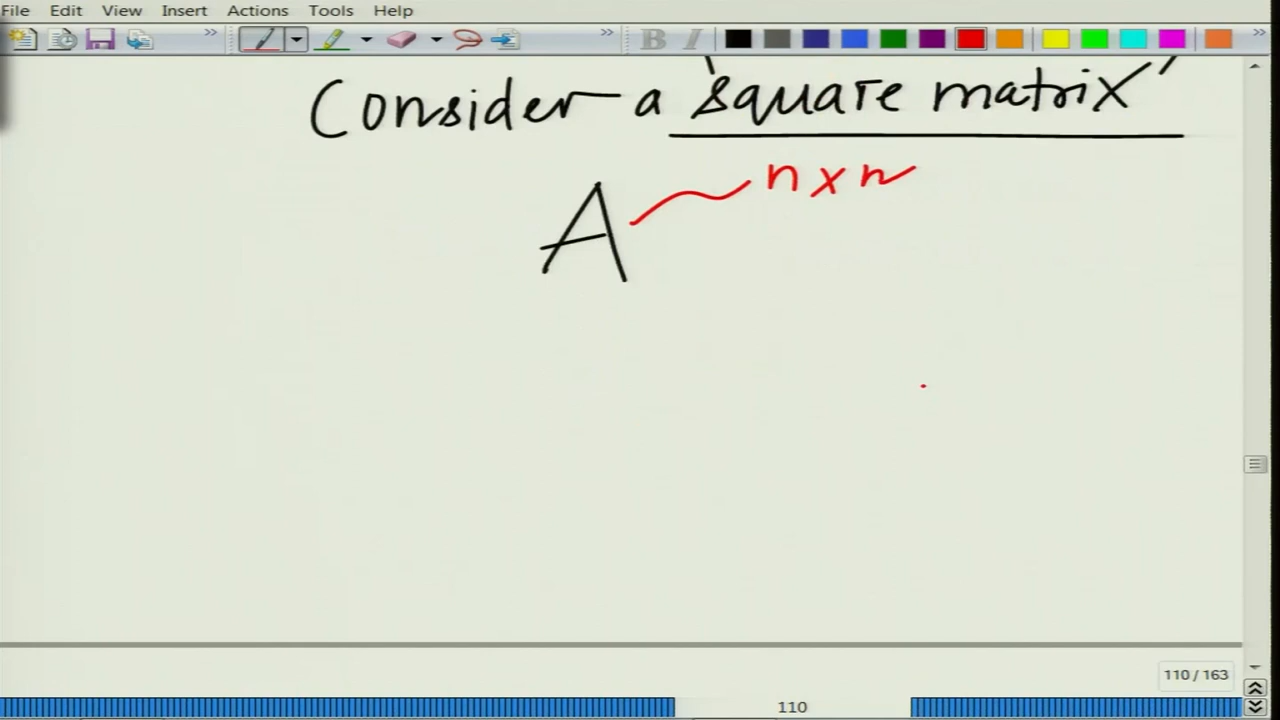 File Edit View Insert Actions Tools Help
» » B I »
Consider a "square matrix"
n x n
A
110 / 163
110